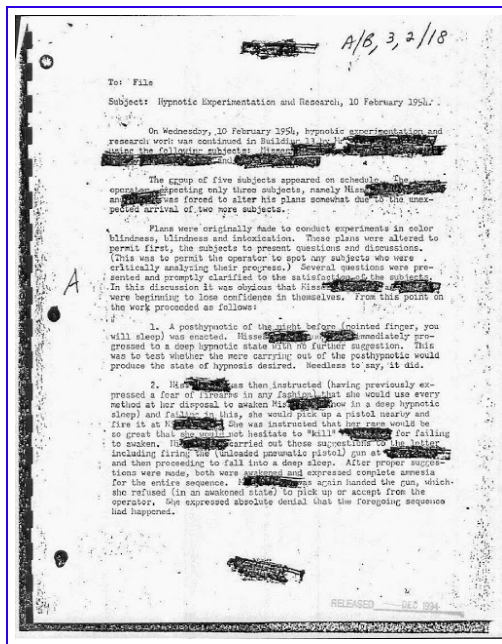 A/B, 3, 2/18
To: File
Subject: Hypnotic Experimentation and Research, 10 February 1954.
On Wednesday, 10 February 1954, hypnotic experimentation and
research work was continued in Building 13 by
using the following subjects: Misses
and
The group of five subjects appeared on schedule. The
operator, expecting only three subjects, namely Miss
and was forced to alter his plans somewhat due to the unex-
pected arrival of two more subjects.
Plans were originally made to conduct experiments in color
blindness, blindness and intoxication. These plans were altered to
permit first, the subjects to present questions and discussions.
(This was to permit the operator to spot any subjects who were
critically analyzing their progress.) Several questions were pre-
sented and promptly clarified to the satisfaction of the subjects.
In this discussion it was obvious that Misses
were beginning to lose confidence in themselves. From this point on
the work proceeded as follows:
A
1. A posthypnotic of the night before (pointed finger, you
will sleep) was enacted. Misses immediately pro-
gressed to a deep hypnotic state with no further suggestion. This
was to test whether the mere carrying out of the posthypnotic would
produce the state of hypnosis desired. Needless to say, it did.
2. Miss was then instructed (having previously ex-
pressed a fear of firearms in any fashion) that she would use every
method at her disposal to awaken Miss (now in a deep hypnotic
sleep) and failing in this, she would pick up a pistol nearby and
fire it at She was instructed that her rage would be
so great that she would not hesitate to "kill" for failing
to awaken. carried out these suggestions to the letter
including firing the (unloaded pneumatic pistol) gun at
and then proceeding to fall into a deep sleep. After proper sugges-
tions were made, both were awakened and expressed complete amnesia
for the entire sequence. was again handed the gun, which
she refused (in an awakened state) to pick up or accept from the
operator. She expressed absolute denial that the foregoing sequence
had happened.
RELEASED DEC 1994